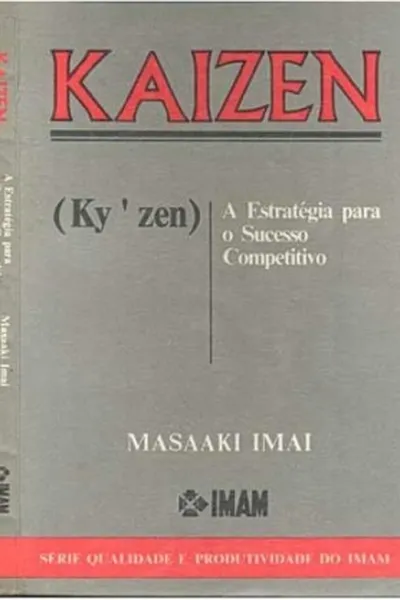 KAIZEN
(Ky ' zen)
A Estratégia para
o Sucesso
Competitivo
MASAAKI IMAI
IMAM
SÉRIE QUALIDADE E PRODUTIVIDADE DO IMAM
KAIZEN
A Estratégia para
Masaaki Imai
IMAM